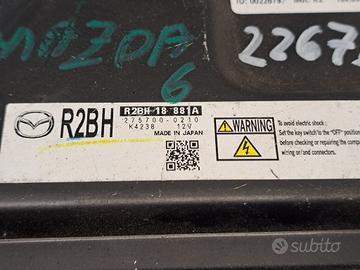 MAZDA
6
2267
R2BH
R2BH 18 881A
275700-0210
K4238 12V
MADE IN JAPAN
WARNING
To avoid electric shock:
Set the key switch to the "OFF" position
before checking or repairing the comp
wiring and/or connectors.
subito